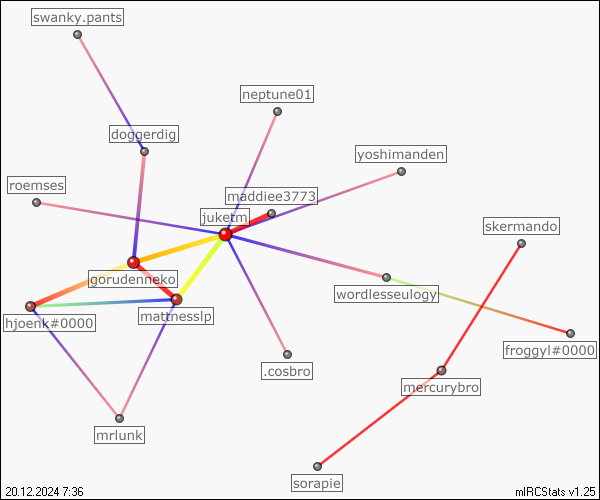 swanky.pants
neptune01
doggerdig
yoshimanden
roemses
maddiee3773
juketm
skermando
gorudenneko
wordlesseulogy
mattnesslp
hjoenk#0000
froggyl#0000
.cosbro
mercurybro
mrlunk
sorapie
20.12.2024 7:36
mIRCStats v1.25